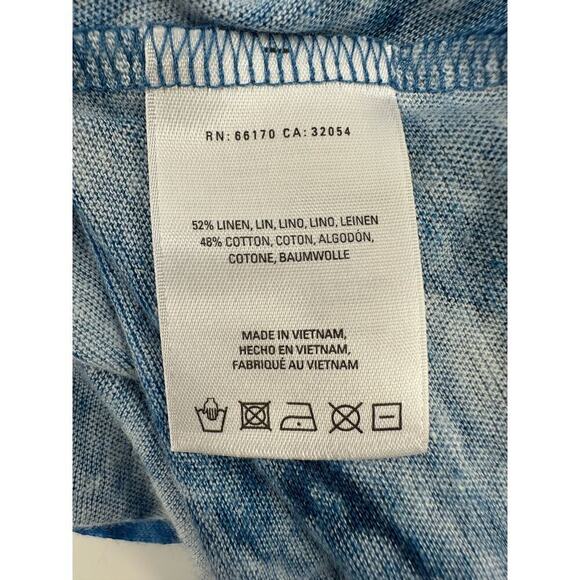 RN: 66170 CA: 32054
52% LINEN, LIN, LINO, LINO, LEINEN
48% COTTON, COTON, ALGODÓN,
COTONE, BAUMWOLLE
MADE IN VIETNAM,
HECHO EN VIETNAM,
FABRIQUÉ AU VIETNAM